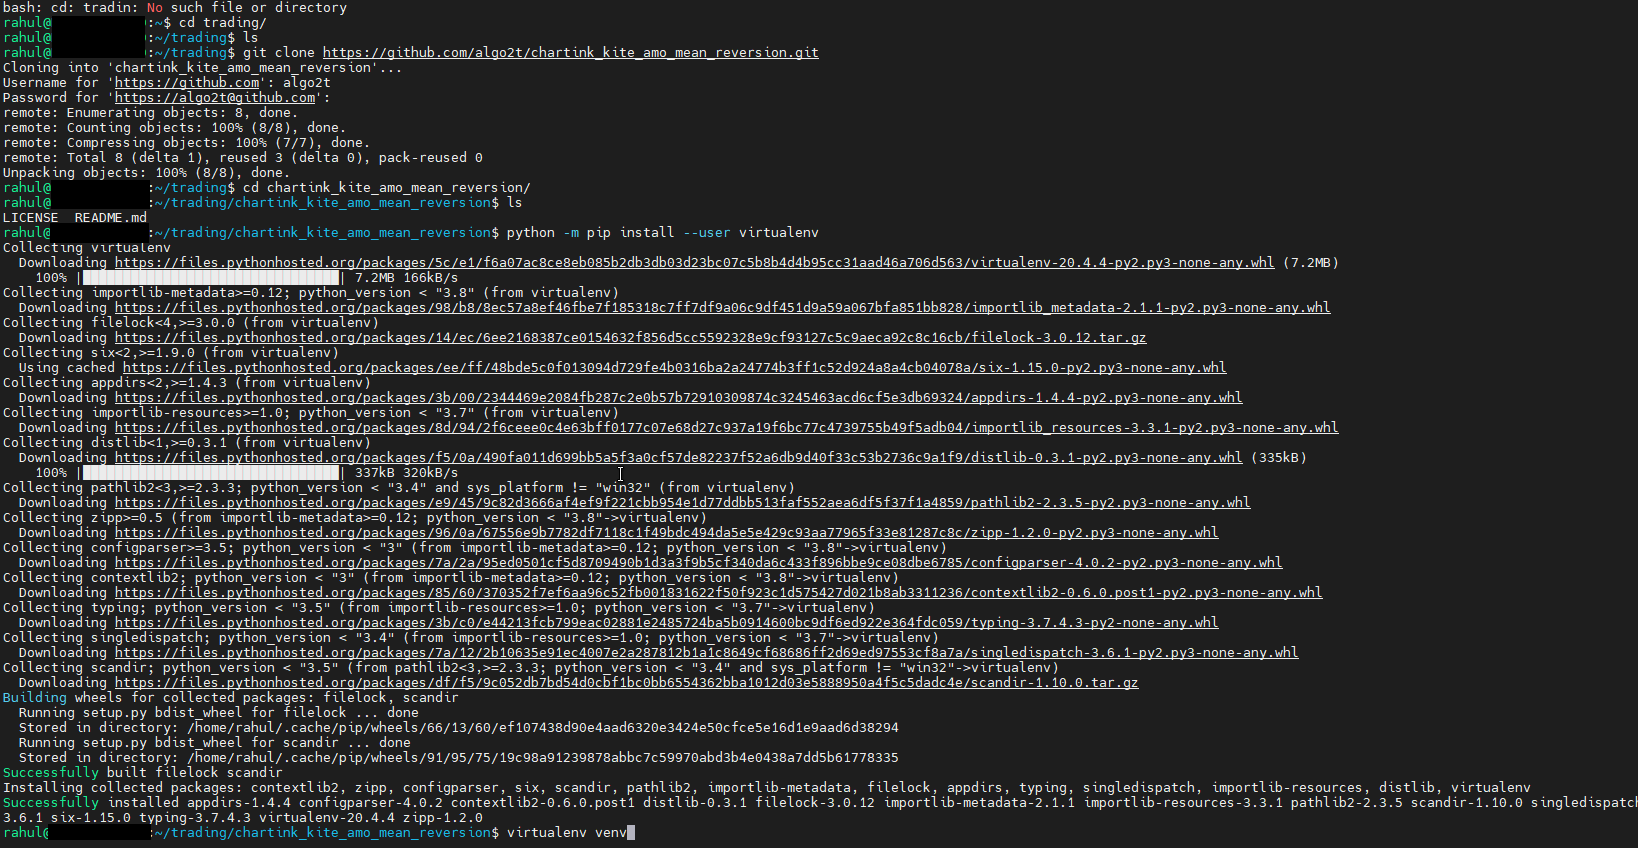 bash: cd: tradin: No such file or directory
rahul@ :~$ cd trading/
rahul@ :~/trading$ ls
rahul@ :~/trading$ git clone https://github.com/algo2t/chartink_kite_amo_mean_reversion.git
Cloning into 'chartink_kite_amo_mean_reversion'...
Username for 'https://github.com': algo2t
Password for 'https://algo2t@github.com':
remote: Enumerating objects: 8, done.
remote: Counting objects: 100% (8/8), done.
remote: Compressing objects: 100% (7/7), done.
remote: Total 8 (delta 1), reused 3 (delta 0), pack-reused 0
Unpacking objects: 100% (8/8), done.
rahul@ :~/trading$ cd chartink_kite_amo_mean_reversion/
rahul@ :~/trading/chartink_kite_amo_mean_reversion$ ls
LICENSE  README.md
rahul@ :~/trading/chartink_kite_amo_mean_reversion$ python -m pip install --user virtualenv
Collecting virtualenv
  Downloading https://files.pythonhosted.org/packages/5c/e1/f6a07ac8ce8eb085b2db3db03d23bc07c5b8b4d4b95cc31aad46a706d563/virtualenv-20.4.4-py2.py3-none-any.whl (7.2MB)
    100% |████████████████████████████████| 7.2MB 166kB/s
Collecting importlib-metadata>=0.12; python_version < "3.8" (from virtualenv)
  Downloading https://files.pythonhosted.org/packages/98/b8/8ec57a8ef46fbe7f185318c7ff7df9a06c9df451d9a59a067bfa851bb828/importlib_metadata-2.1.1-py2.py3-none-any.whl
Collecting filelock<4,>=3.0.0 (from virtualenv)
  Downloading https://files.pythonhosted.org/packages/14/ec/6ee2168387ce0154632f856d5cc5592328e9cf93127c5c9aeca92c8c16cb/filelock-3.0.12.tar.gz
Collecting six<2,>=1.9.0 (from virtualenv)
  Using cached https://files.pythonhosted.org/packages/ee/ff/48bde5c0f013094d729fe4b0316ba2a24774b3ff1c52d924a8a4cb04078a/six-1.15.0-py2.py3-none-any.whl
Collecting appdirs<2,>=1.4.3 (from virtualenv)
  Downloading https://files.pythonhosted.org/packages/3b/00/2344469e2084fb287c2e0b57b72910309874c3245463acd6cf5e3db69324/appdirs-1.4.4-py2.py3-none-any.whl
Collecting importlib-resources>=1.0; python_version < "3.7" (from virtualenv)
  Downloading https://files.pythonhosted.org/packages/8d/94/2f6ceee0c4e63bff0177c07e68d27c937a19f6bc77c4739755b49f5adb04/importlib_resources-3.3.1-py2.py3-none-any.whl
Collecting distlib<1,>=0.3.1 (from virtualenv)
  Downloading https://files.pythonhosted.org/packages/f5/0a/490fa011d699bb5a5f3a0cf57de82237f52a6db9d40f33c53b2736c9a1f9/distlib-0.3.1-py2.py3-none-any.whl (335kB)
    100% |████████████████████████████████| 337kB 320kB/s
Collecting pathlib2<3,>=2.3.3; python_version < "3.4" and sys_platform != "win32" (from virtualenv)
  Downloading https://files.pythonhosted.org/packages/e9/45/9c82d3666af4ef9f221cbb954e1d77ddbb513faf552aea6df5f37f1a4859/pathlib2-2.3.5-py2.py3-none-any.whl
Collecting zipp>=0.5 (from importlib-metadata>=0.12; python_version < "3.8"->virtualenv)
  Downloading https://files.pythonhosted.org/packages/96/0a/67556e9b7782df7118c1f49bdc494da5e5e429c93aa77965f33e81287c8c/zipp-1.2.0-py2.py3-none-any.whl
Collecting configparser>=3.5; python_version < "3" (from importlib-metadata>=0.12; python_version < "3.8"->virtualenv)
  Downloading https://files.pythonhosted.org/packages/7a/2a/95ed0501cf5d8709490b1d3a3f9b5cf340da6c433f896bbe9ce08dbe6785/configparser-4.0.2-py2.py3-none-any.whl
Collecting contextlib2; python_version < "3" (from importlib-metadata>=0.12; python_version < "3.8"->virtualenv)
  Downloading https://files.pythonhosted.org/packages/85/60/370352f7ef6aa96c52fb001831622f50f923c1d575427d021b8ab3311236/contextlib2-0.6.0.post1-py2.py3-none-any.whl
Collecting typing; python_version < "3.5" (from importlib-resources>=1.0; python_version < "3.7"->virtualenv)
  Downloading https://files.pythonhosted.org/packages/3b/c0/e44213fcb799eac02881e2485724ba5b0914600bc9df6ed922e364fdc059/typing-3.7.4.3-py2-none-any.whl
Collecting singledispatch; python_version < "3.4" (from importlib-resources>=1.0; python_version < "3.7"->virtualenv)
  Downloading https://files.pythonhosted.org/packages/7a/12/2b10635e91ec4007e2a287812b1a1c8649cf68686ff2d69ed97553cf8a7a/singledispatch-3.6.1-py2.py3-none-any.whl
Collecting scandir; python_version < "3.5" (from pathlib2<3,>=2.3.3; python_version < "3.4" and sys_platform != "win32"->virtualenv)
  Downloading https://files.pythonhosted.org/packages/df/f5/9c052db7bd54d0cbf1bc0bb6554362bba1012d03e5888950a4f5c5dadc4e/scandir-1.10.0.tar.gz
Building wheels for collected packages: filelock, scandir
  Running setup.py bdist_wheel for filelock ... done
  Stored in directory: /home/rahul/.cache/pip/wheels/66/13/60/ef107438d90e4aad6320e3424e50cfce5e16d1e9aad6d38294
  Running setup.py bdist_wheel for scandir ... done
  Stored in directory: /home/rahul/.cache/pip/wheels/91/95/75/19c98a91239878abbc7c59970abd3b4e0438a7dd5b61778335
Successfully built filelock scandir
Installing collected packages: contextlib2, zipp, configparser, six, scandir, pathlib2, importlib-metadata, filelock, appdirs, typing, singledispatch, importlib-resources, distlib, virtualenv
Successfully installed appdirs-1.4.4 configparser-4.0.2 contextlib2-0.6.0.post1 distlib-0.3.1 filelock-3.0.12 importlib-metadata-2.1.1 importlib-resources-3.3.1 pathlib2-2.3.5 scandir-1.10.0 singledispatch
3.6.1 six-1.15.0 typing-3.7.4.3 virtualenv-20.4.4 zipp-1.2.0
rahul@ :~/trading/chartink_kite_amo_mean_reversion$ virtualenv venv